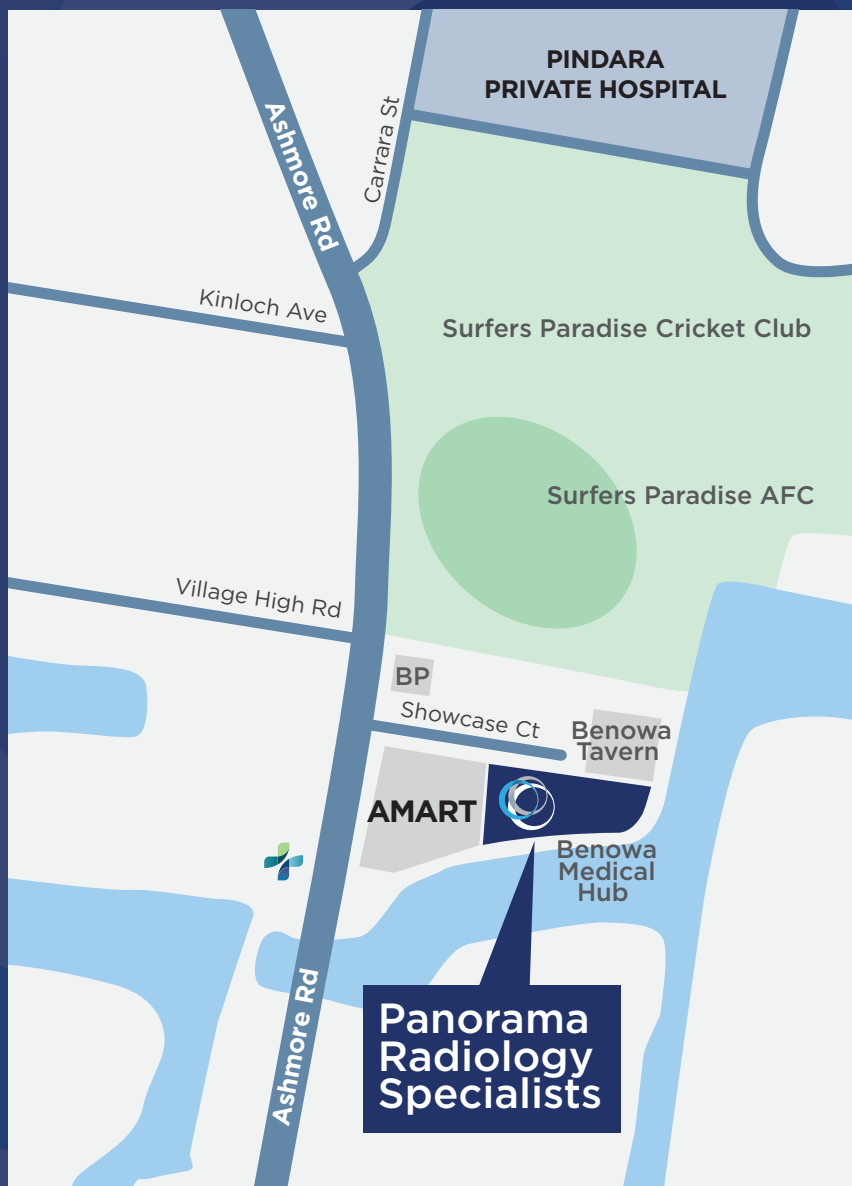 PINDARA
PRIVATE HOSPITAL
Carrara St
Ashmore Rd
Kinloch Ave
Surfers Paradise Cricket Club
Surfers Paradise AFC
Village High Rd
BP
Showcase Ct
Benowa
Tavern
AMART
Benowa
Medical
Hub
Ashmore Rd
Panorama
Radiology
Specialists